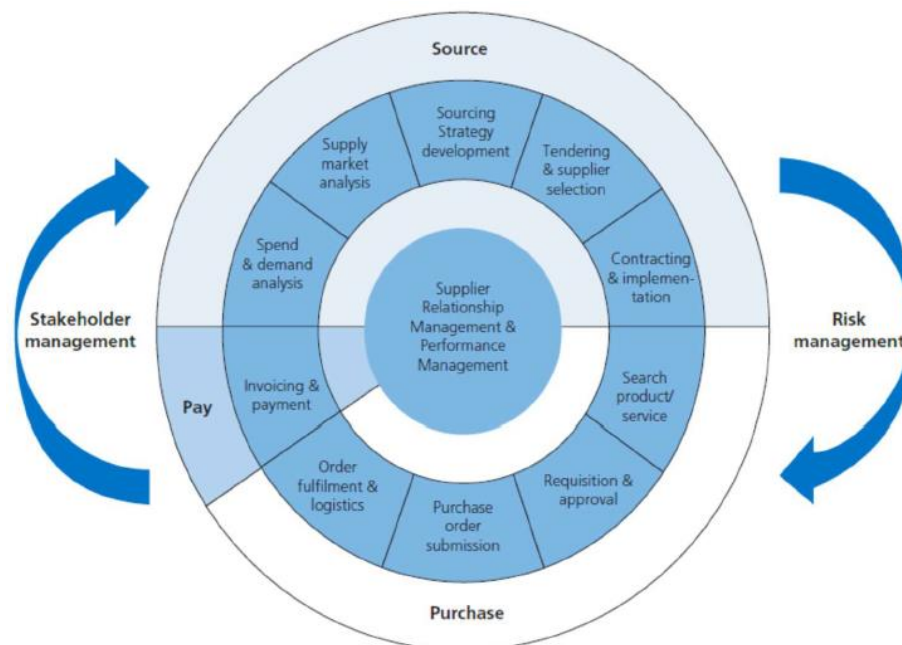 Source
Sourcing
Strategy
development
Supply
market
analysis
Tendering
& supplier
selection
Spend
& demand
analysis
Contracting
& implemen-
tation
Supplier
Relationship
Management &
Performance
Management
Stakeholder
management
Risk
management
Invoicing &
payment
Search
product/
service
Pay
Order
fulfilment &
logistics
Requisition &
approval
Purchase
order
submission
Purchase